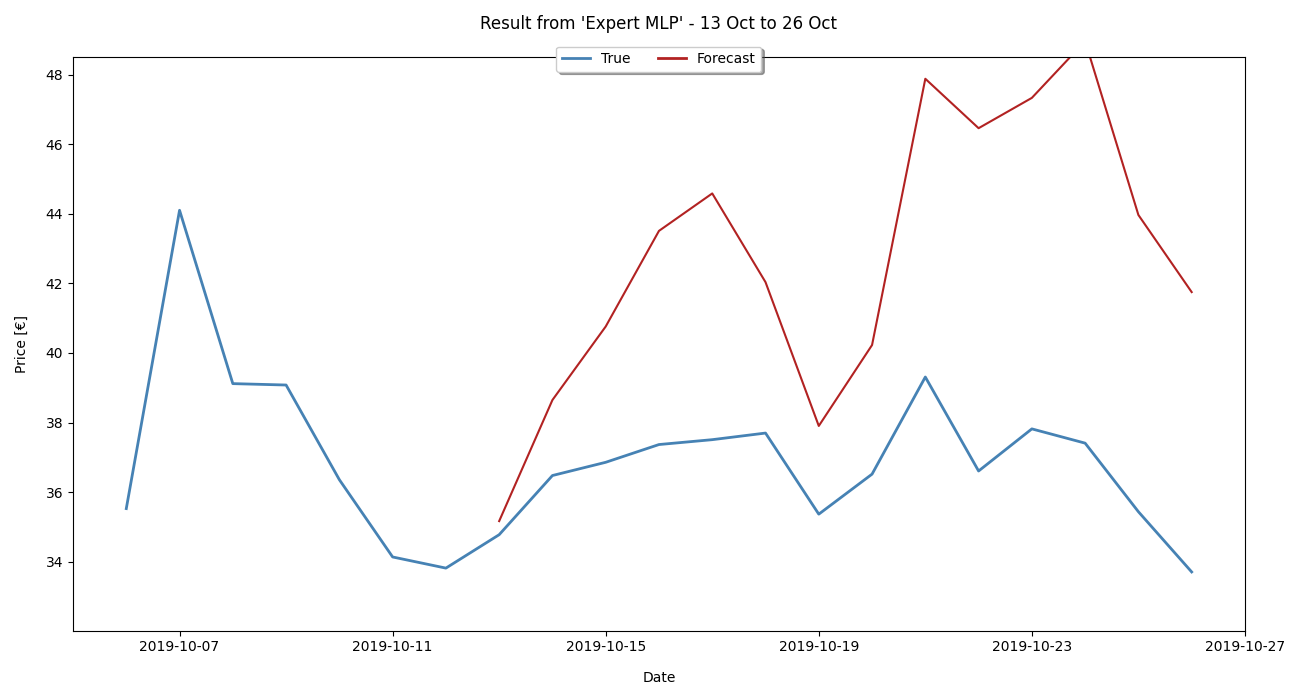 Result from 'Expert MLP' - 13 Oct to 26 Oct
True Forecast
48
46
44
42
40
38
36
34
Price [€]
2019-10-07 2019-10-11 2019-10-15 2019-10-19 2019-10-23 2019-10-27
Date